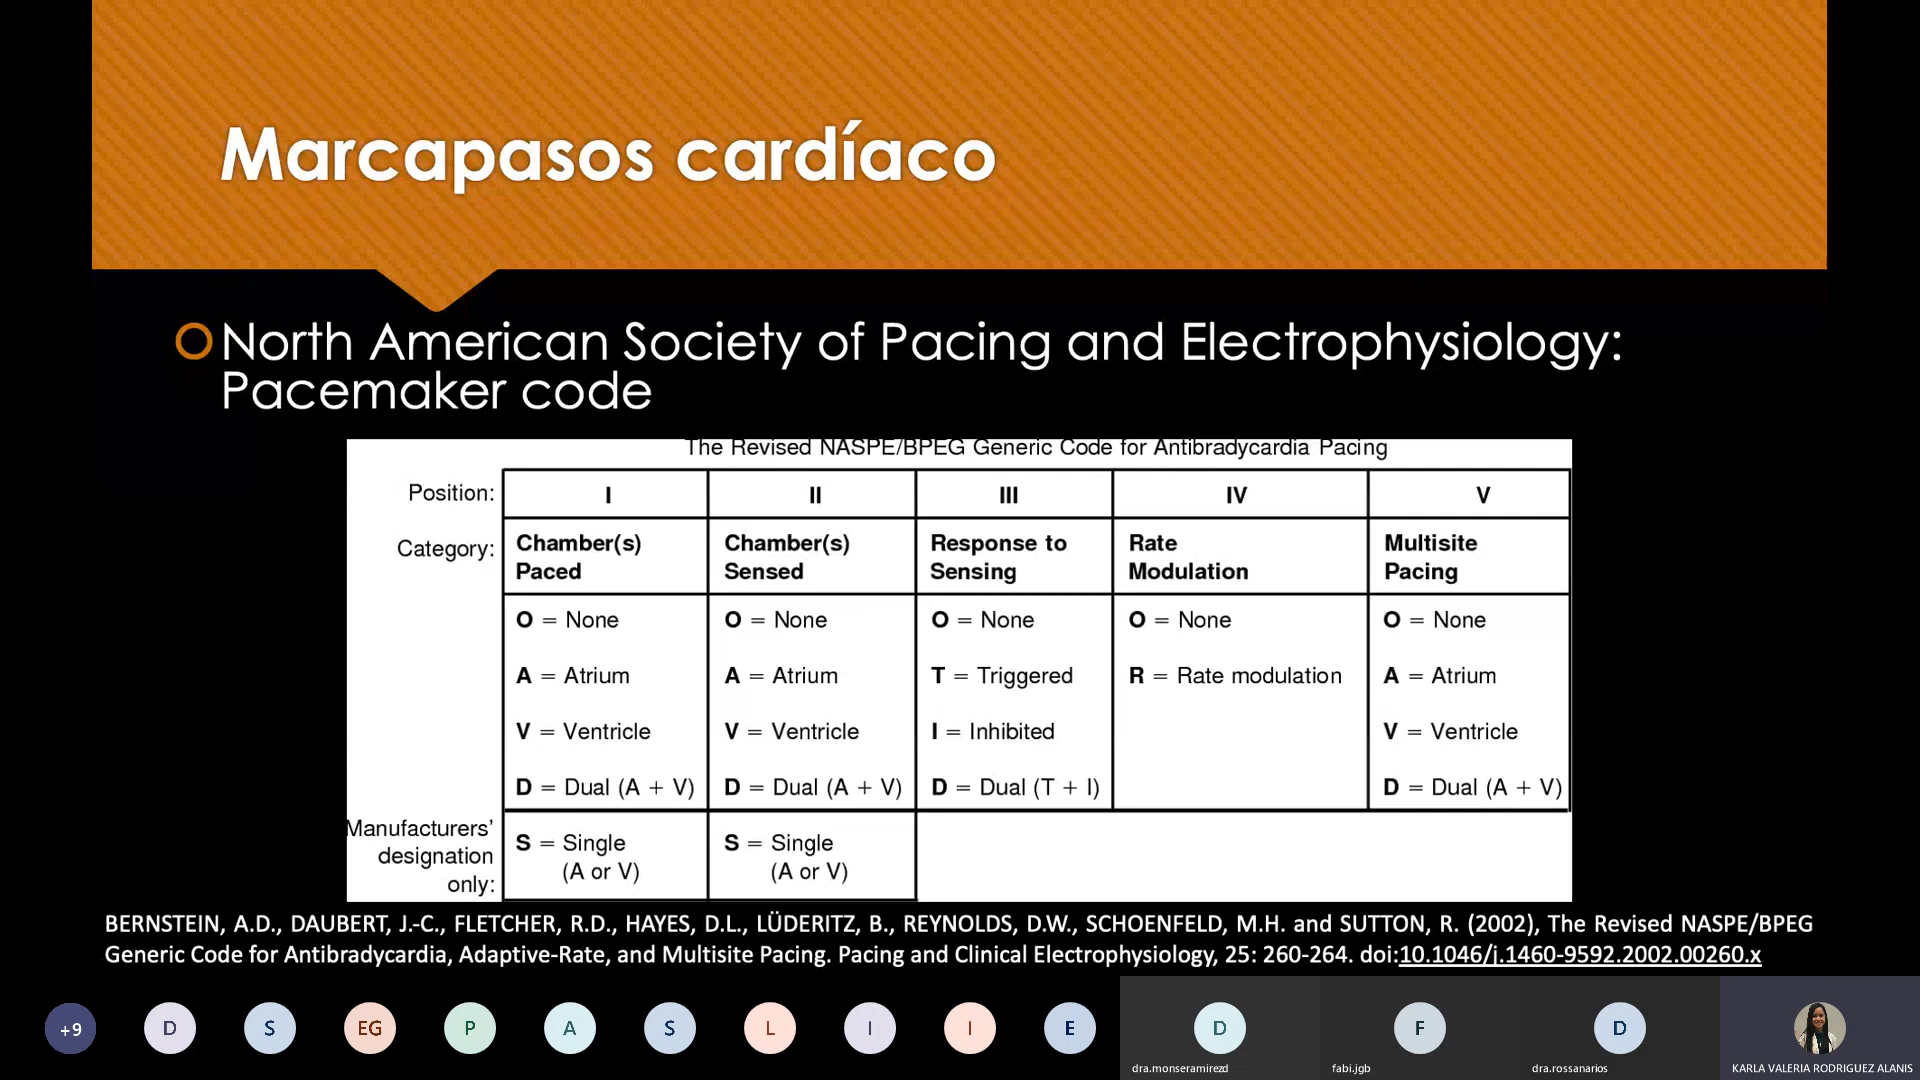 Marcapasos cardíaco
North American Society of Pacing and Electrophysiology:
Pacemaker code
The Revised NASPE/BPEG Generic Code for Antibradycardia Pacing
Position: I II III IV V
Category: Chamber(s) Paced Chamber(s) Sensed Response to Sensing Rate Modulation Multisite Pacing
O = None O = None O = None O = None O = None
A = Atrium A = Atrium T = Triggered R = Rate modulation A = Atrium
V = Ventricle V = Ventricle I = Inhibited V = Ventricle
D = Dual (A + V) D = Dual (A + V) D = Dual (T + I) D = Dual (A + V)
Manufacturers' designation only: S = Single (A or V) S = Single (A or V)
BERNSTEIN, A.D., DAUBERT, J.-C., FLETCHER, R.D., HAYES, D.L., LÜDERITZ, B., REYNOLDS, D.W., SCHOENFELD, M.H. and SUTTON, R. (2002), The Revised NASPE/BPEG
Generic Code for Antibradycardia, Adaptive-Rate, and Multisite Pacing. Pacing and Clinical Electrophysiology, 25: 260-264. doi:10.1046/j.1460-9592.2002.00260.x
+9 D S EG P A S L I I E D F D
dra.monseramirezd fabi.jgb dra.rossanarios KARLA VALERIA RODRIGUEZ ALANIS